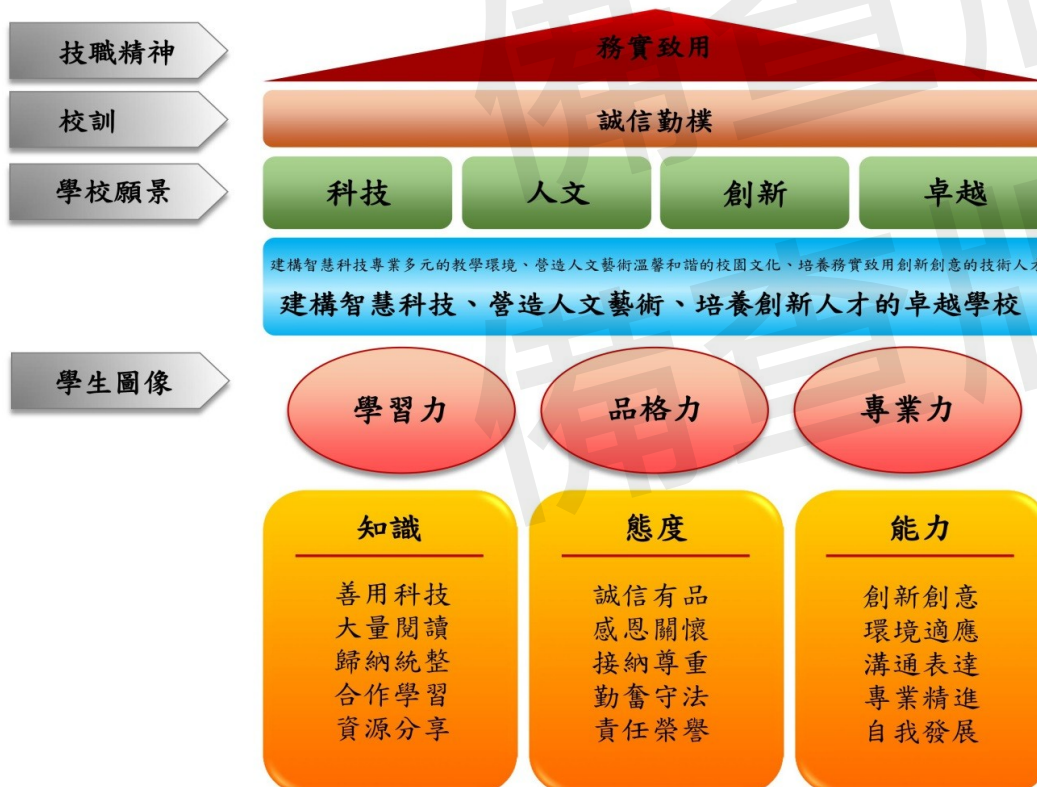 技職精神
務實致用
校訓
誠信勤樸
學校願景
科技
人文
創新
卓越
建構智慧科技專業多元的教學環境、營造人文藝術溫馨和諧的校園文化、培養務實致用創新創意的技術人才
建構智慧科技、營造人文藝術、培養創新人才的卓越學校
學生圖像
學習力
品格力
專業力
知識
善用科技
大量閱讀
歸納統整
合作學習
資源分享
態度
誠信有品
感恩關懷
接納尊重
勤奮守法
責任榮譽
能力
創新創意
環境適應
溝通表達
專業精進
自我發展
備查
備查